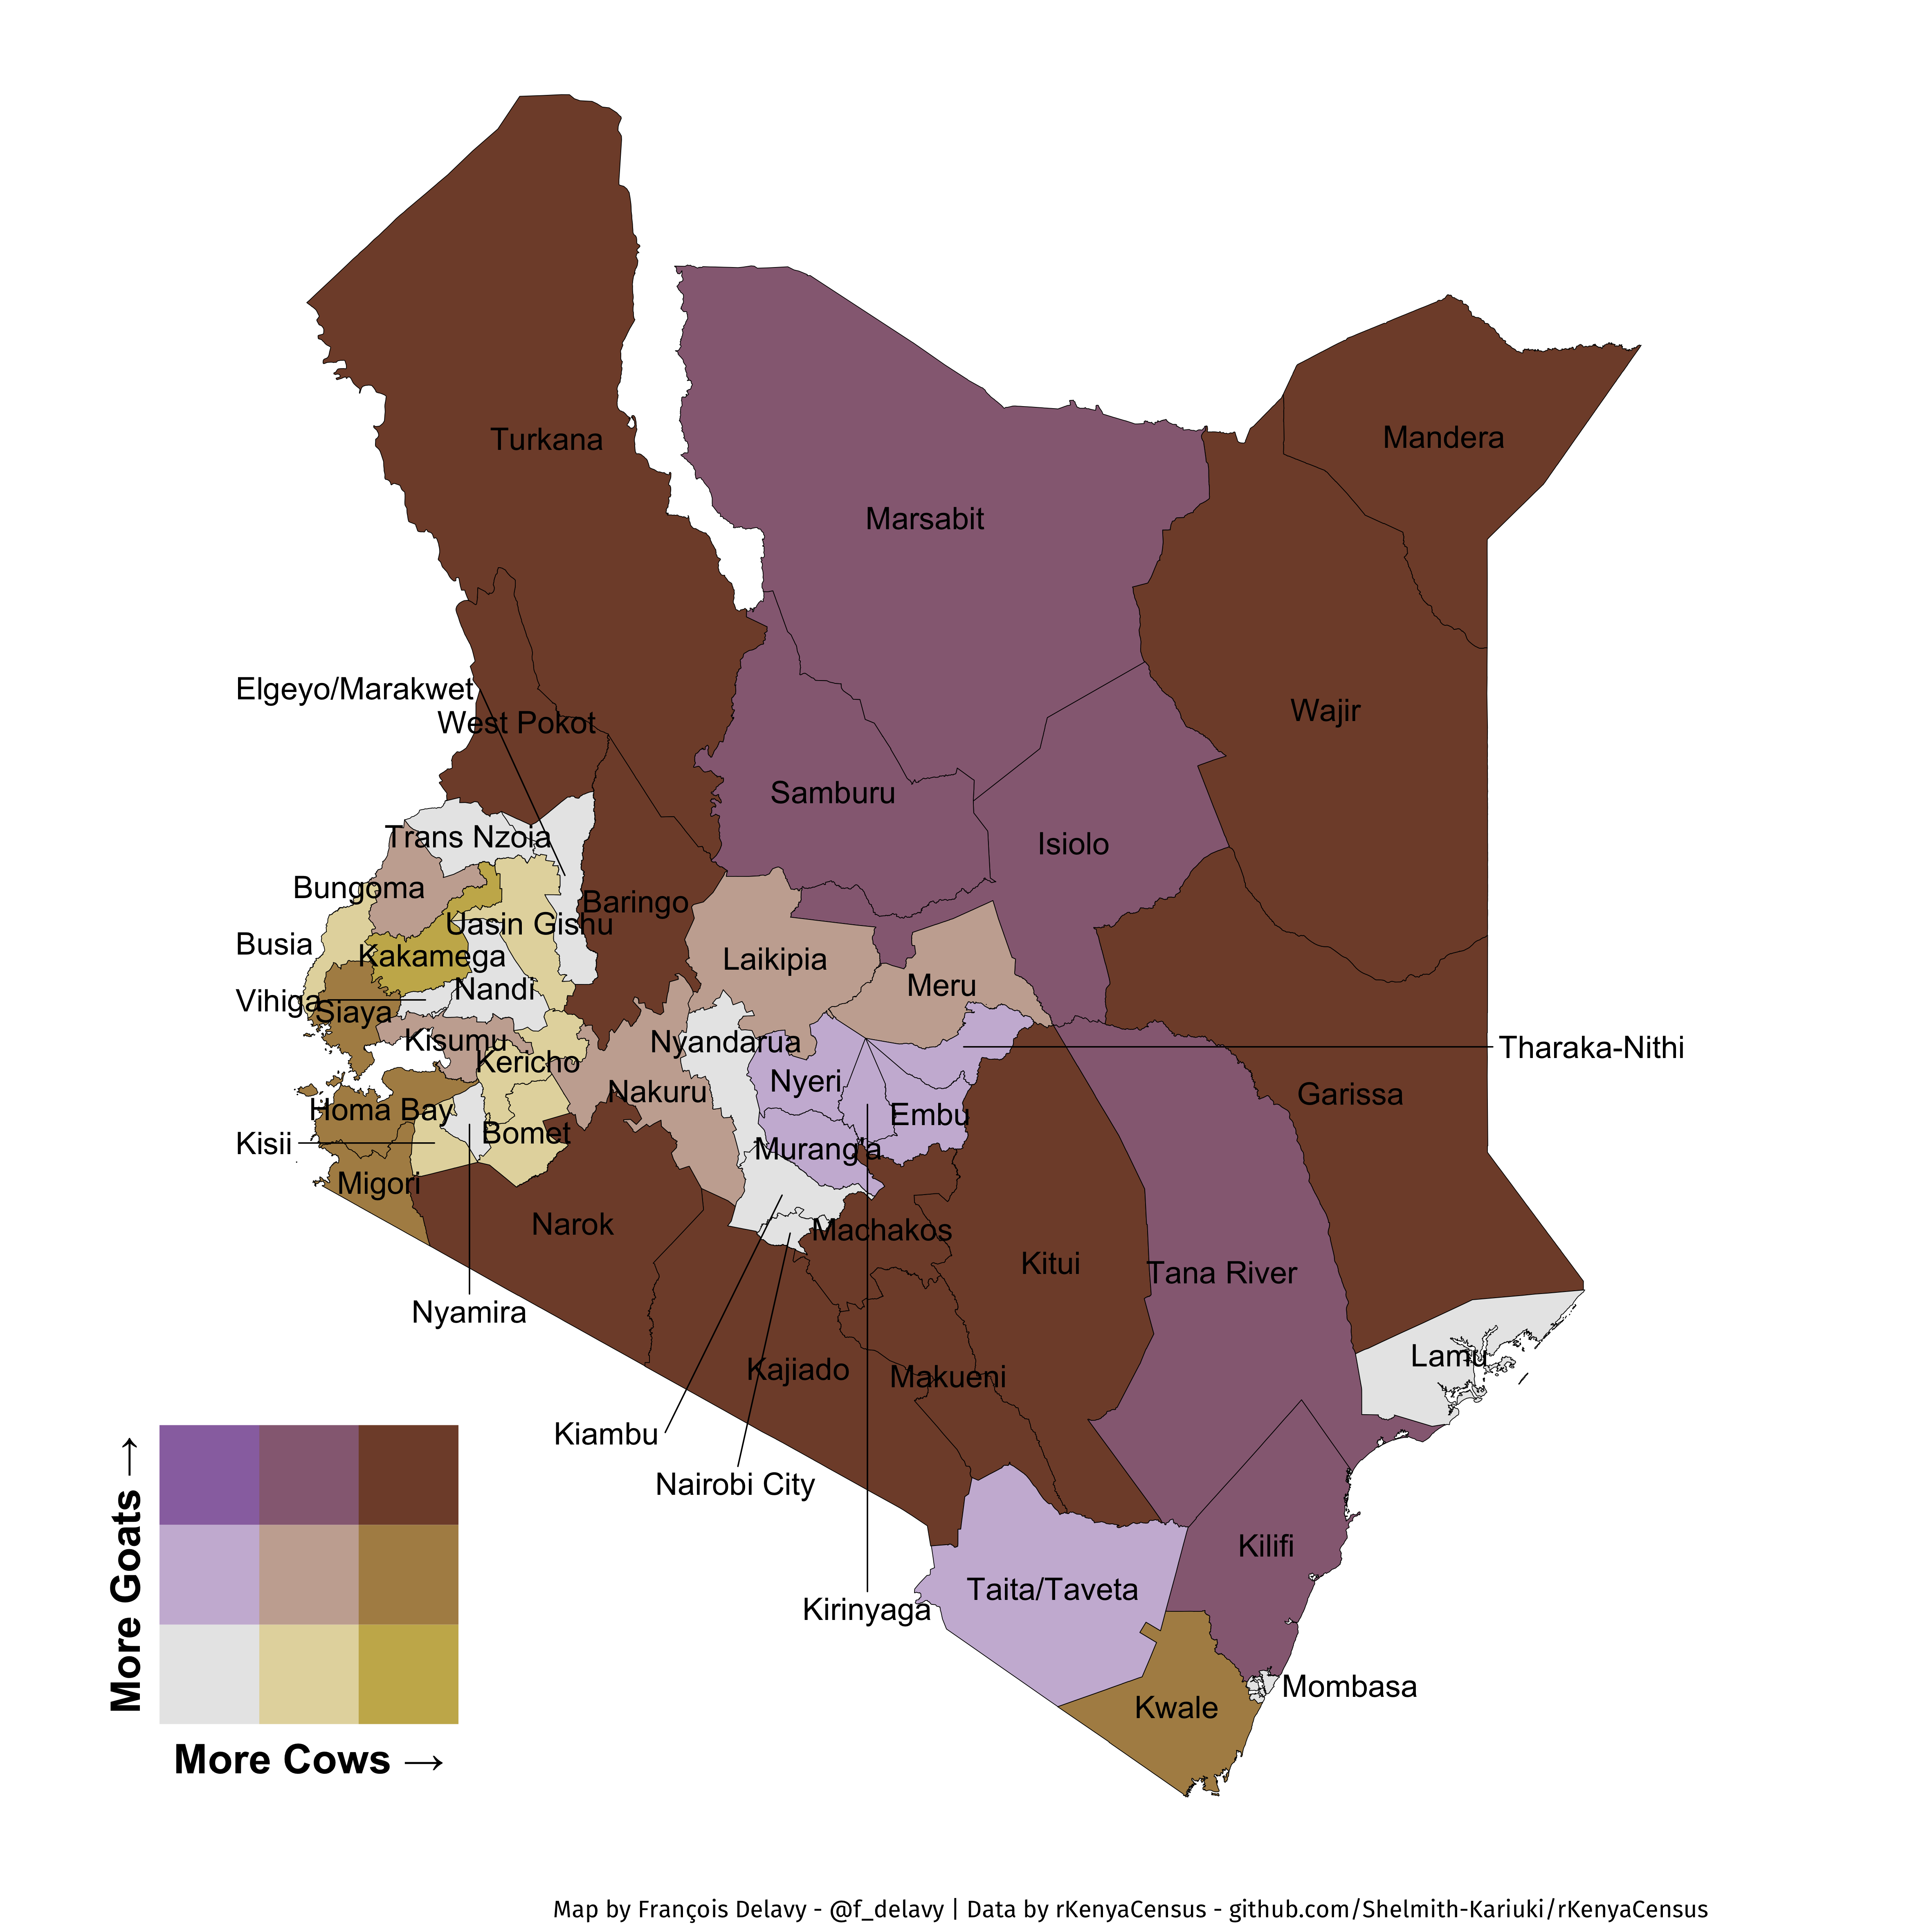 Turkana
Mandera
Marsabit
Elgeyo/Marakwet
West Pokot
Wajir
Samburu
Trans Nzoia
Isiolo
Bungoma
Baringo
Uasin Gishu
Busia
Kakamega
Laikipia
Meru
Nandi
Vihiga
Siaya
Kisumu
Nyandarua
Tharaka-Nithi
Kericho
Nyeri
Nakuru
Garissa
Homa Bay
Embu
Bomet
Kisii
Murang'a
Migori
Narok
Machakos
Kitui
Tana River
Nyamira
Lamu
Kajiado
Makueni
Kiambu
Nairobi City
Kilifi
Taita/Taveta
Kirinyaga
Mombasa
Kwale
More Goats →
More Cows →
Map by François Delavy - @f_delavy | Data by rKenyaCensus - github.com/Shelmith-Kariuki/rKenyaCensus